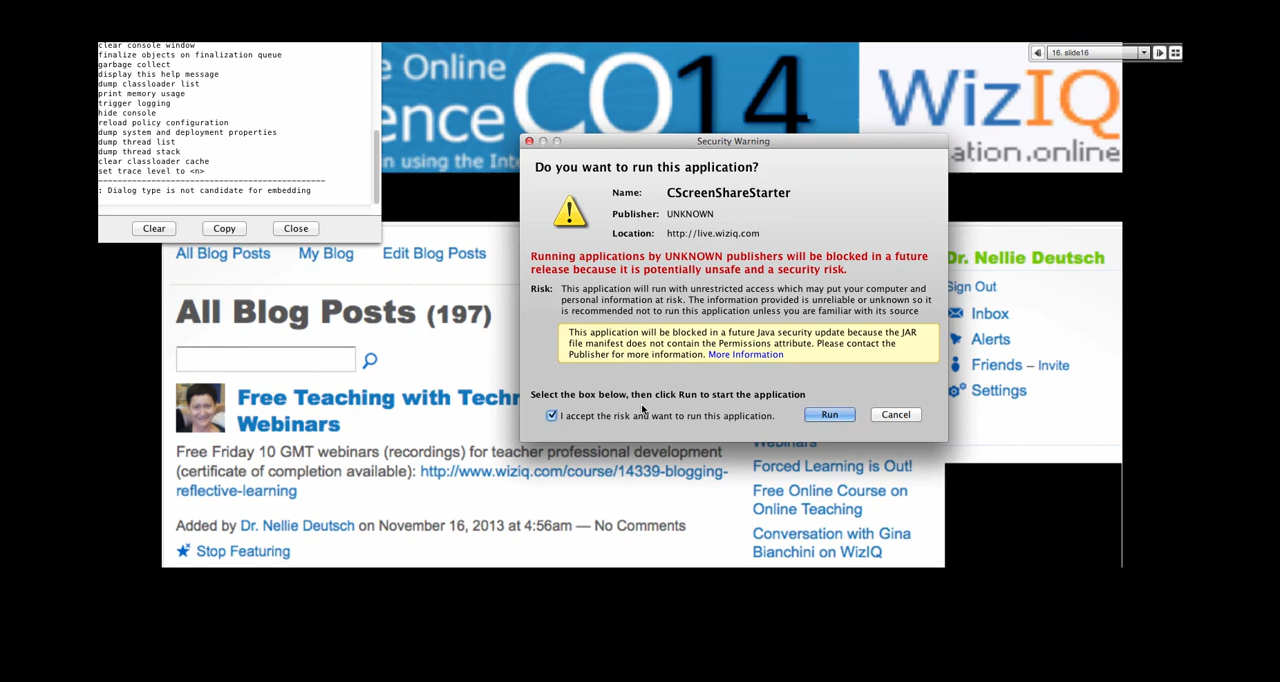 clear console window
finalize objects on finalization queue
garbage collect
display this help message
dump classloader list
print memory usage
trigger logging
hide console
reload policy configuration
dump system and deployment properties
dump thread list
dump thread stack
clear classloader cache
set trace level to <n>
----------------------------------------------------
: Dialog type is not candidate for embedding
Clear
Copy
Close
e Online
ence
n using the Int
CO14
WizIQ
ation.online
16. slide16
Security Warning
Do you want to run this application?
Name: CScreenShareStarter
Publisher: UNKNOWN
Location: http://live.wiziq.com
Running applications by UNKNOWN publishers will be blocked in a future
release because it is potentially unsafe and a security risk.
Risk: This application will run with unrestricted access which may put your computer and
personal information at risk. The information provided is unreliable or unknown so it
is recommended not to run this application unless you are familiar with its source
This application will be blocked in a future Java security update because the JAR
file manifest does not contain the Permissions attribute. Please contact the
Publisher for more information. More Information
Select the box below, then click Run to start the application
I accept the risk and want to run this application.
Run
Cancel
All Blog Posts
My Blog
Edit Blog Posts
All Blog Posts (197)
Free Teaching with Techn
Webinars
Free Friday 10 GMT webinars (recordings) for teacher professional development
(certificate of completion available): http://www.wiziq.com/course/14339-blogging-
reflective-learning
Added by Dr. Nellie Deutsch on November 16, 2013 at 4:56am — No Comments
Stop Featuring
Dr. Nellie Deutsch
Sign Out
Inbox
Alerts
Friends – Invite
Settings
Webinars
Forced Learning is Out!
Free Online Course on
Online Teaching
Conversation with Gina
Bianchini on WizIQ